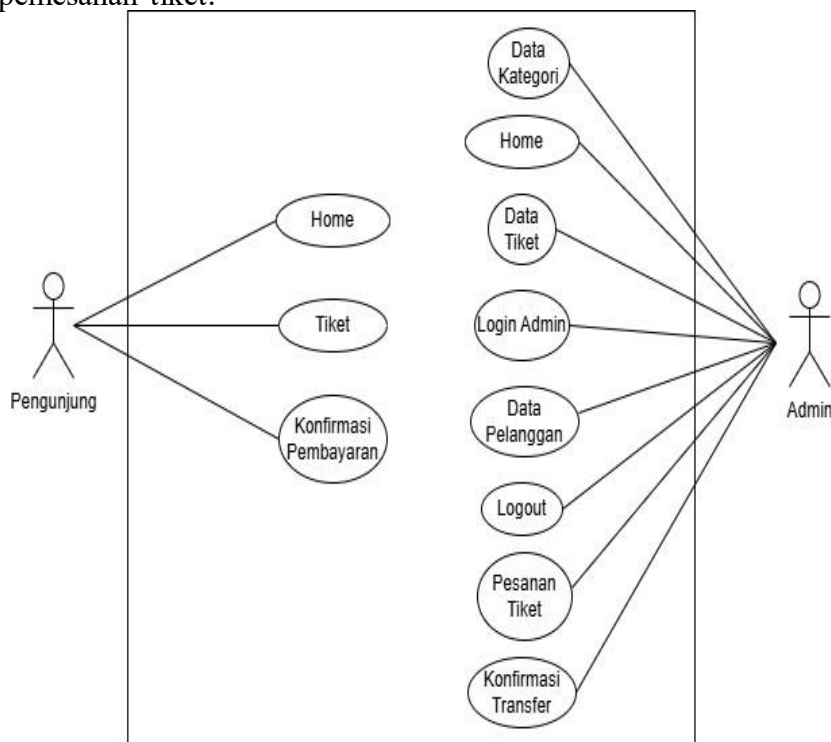 pemesanan tiket.
Data
Kategori
Home
Home
Data
Tiket
Tiket
Login Admin
Pengunjung
Admin
Konfirmasi
Pembayaran
Data
Pelanggan
Logout
Pesanan
Tiket
Konfirmasi
Transfer